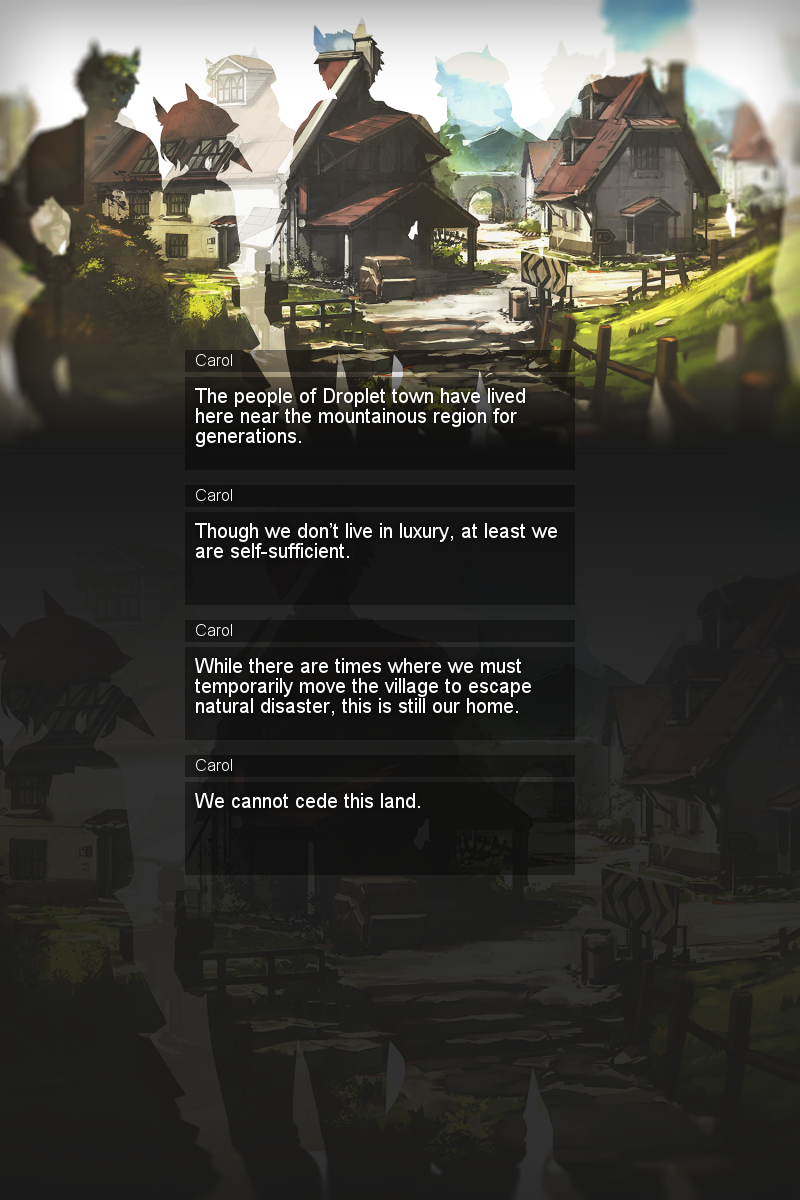 Carol
The people of Droplet town have lived
here near the mountainous region for
generations.
Carol
Though we don’t live in luxury, at least we
are self-sufficient.
Carol
While there are times where we must
temporarily move the village to escape
natural disaster, this is still our home.
Carol
We cannot cede this land.